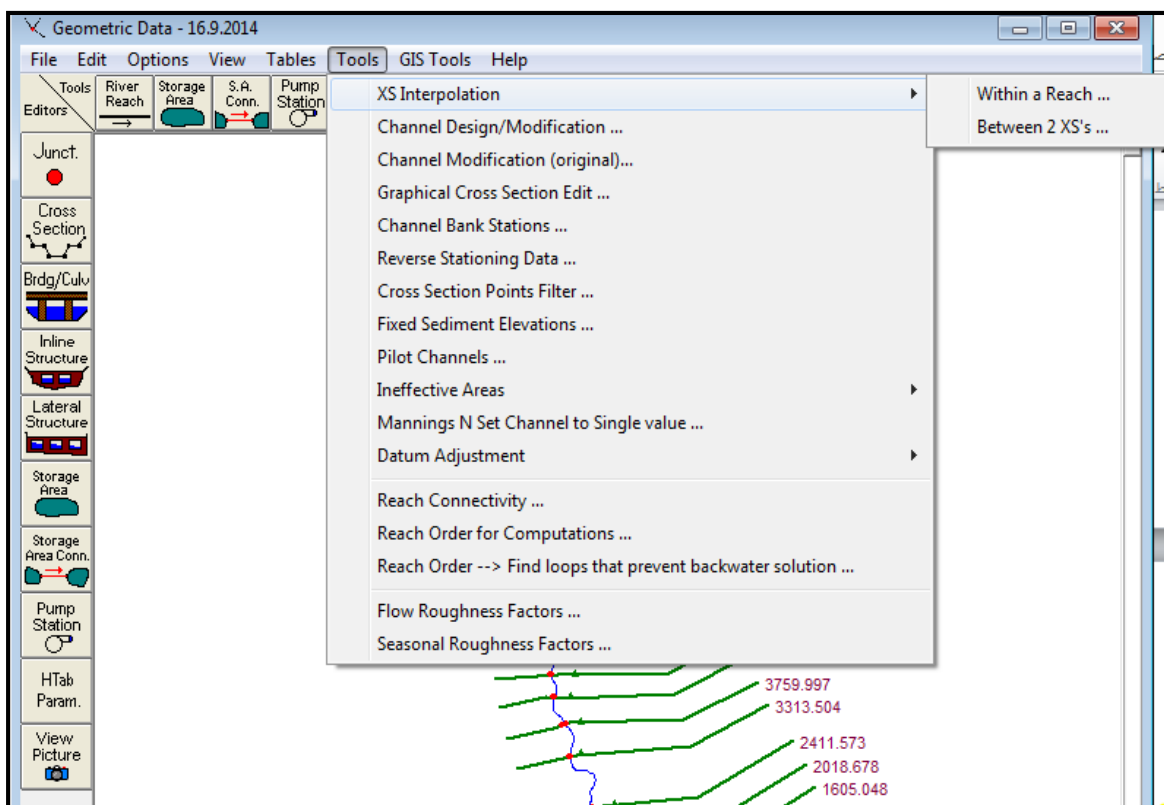 Geometric Data - 16.9.2014
File Edit Options View Tables Tools GIS Tools Help
Tools
Editors
River
Reach
Storage
Area
S.A.
Conn.
Pump
Station
Junct.
Cross
Section
Brdg/Culv
Inline
Structure
Lateral
Structure
Storage
Area
Storage
Area Conn.
Pump
Station
HTab
Param.
View
Picture
XS Interpolation
Channel Design/Modification ...
Channel Modification (original)...
Graphical Cross Section Edit ...
Channel Bank Stations ...
Reverse Stationing Data ...
Cross Section Points Filter ...
Fixed Sediment Elevations ...
Pilot Channels ...
Ineffective Areas
Mannings N Set Channel to Single value ...
Datum Adjustment
Reach Connectivity ...
Reach Order for Computations ...
Reach Order --> Find loops that prevent backwater solution ...
Flow Roughness Factors ...
Seasonal Roughness Factors ...
Within a Reach ...
Between 2 XS's ...
3759.997
3313.504
2411.573
2018.678
1605.048